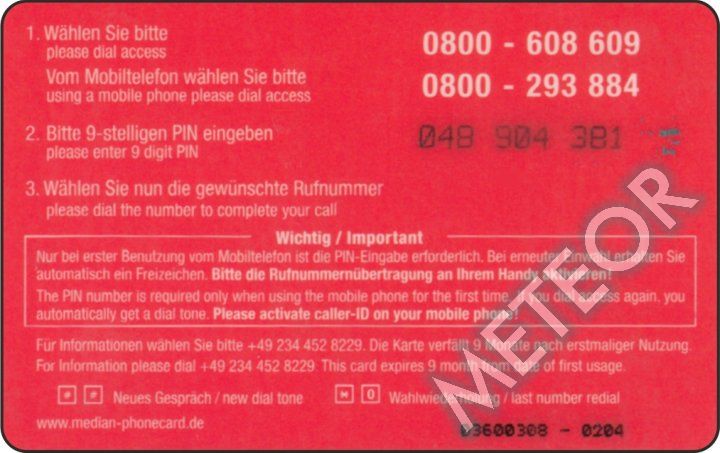 1. Wählen Sie bitte
please dial access
0800 - 608 609
Vom Mobiltelefon wählen Sie bitte
using a mobile phone please dial access
0800 - 293 884
2. Bitte 9-stelligen PIN eingeben
please enter 9 digit PIN
048 904 381
3. Wählen Sie nun die gewünschte Rufnummer
please dial the number to complete your call
Wichtig / Important
Nur bei erster Benutzung vom Mobiltelefon ist die PIN-Eingabe erforderlich. Bei erneuter Einwahl erhalten Sie
automatisch ein Freizeichen. Bitte die Rufnummernübertragung an Ihrem Handy aktivieren!
The PIN number is required only when using the mobile phone for the first time. If you dial access again, you
automatically get a dial tone. Please activate caller-ID on your mobile phone!
Für Informationen wählen Sie bitte +49 234 452 8229. Die Karte verfällt 9 Monate nach erstmaliger Nutzung.
For Information please dial +49 234 452 8229 This card expires 9 month from date of first usage.
# # Neues Gespräch / new dial tone * 0 Wahlwiederholung / last number redial
www.median-phonecard.de
03600308 - 0204
METEOR